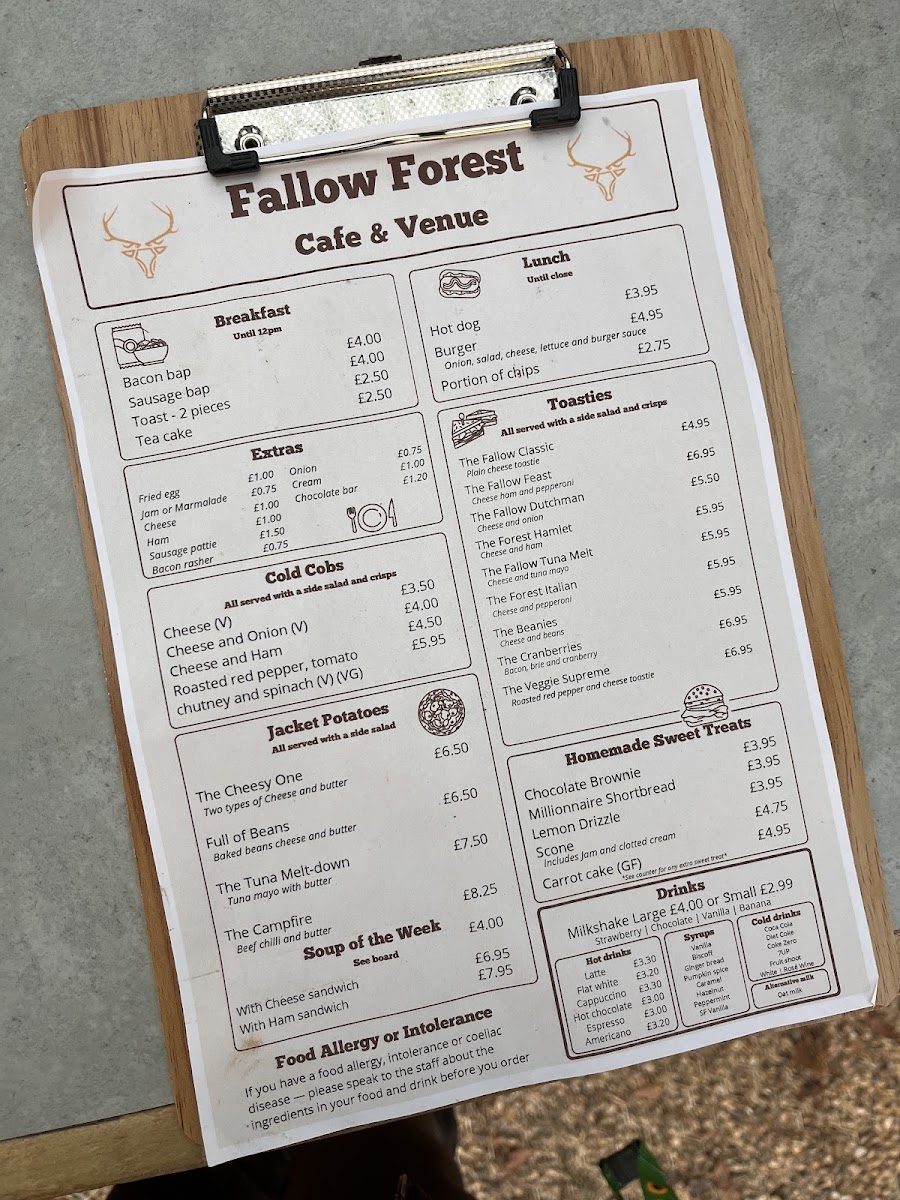 Fallow Forest
Cafe & Venue
Breakfast
Until 12pm
Bacon bap £4.00
Sausage bap £4.00
Toast - 2 pieces £2.50
Tea cake £2.50
Extras
Fried egg £1.00
Jam or Marmalade £0.75
Cheese £1.00
Ham £1.00
Sausage pattie £1.50
Bacon rasher £0.75
Onion £0.75
Cream £1.00
Chocolate bar £1.20
Cold Cobs
All served with a side salad and crisps
Cheese (V) £3.50
Cheese and Onion (V) £4.00
Cheese and Ham £4.50
Roasted red pepper, tomato £5.95
chutney and spinach (V) (VG)
Jacket Potatoes
All served with a side salad
The Cheesy One £6.50
Two types of Cheese and butter
Full of Beans £6.50
Baked beans cheese and butter
The Tuna Melt-down £7.50
Tuna mayo with butter
The Campfire £8.25
Beef chilli and butter
Soup of the Week £4.00
See board
With Cheese sandwich £6.95
With Ham sandwich £7.95
Food Allergy or Intolerance
If you have a food allergy, intolerance or coeliac
disease — please speak to the staff about the
ingredients in your food and drink before you order
Lunch
Until close
Hot dog £3.95
Burger £4.95
Onion, salad, cheese, lettuce and burger sauce
Portion of chips £2.75
Toasties
All served with a side salad and crisps
The Fallow Classic £4.95
Plain cheese toastie
The Fallow Feast £6.95
Cheese ham and pepperoni
The Fallow Dutchman £5.50
Cheese and onion
The Forest Hamlet £5.95
Cheese and ham
The Fallow Tuna Melt £5.95
Cheese and tuna mayo
The Forest Italian £5.95
Cheese and pepperoni
The Beanies £5.95
Cheese and beans
The Cranberries £6.95
Bacon, brie and cranberry
The Veggie Supreme £6.95
Roasted red pepper and cheese toastie
Homemade Sweet Treats
Chocolate Brownie £3.95
Millionnaire Shortbread £3.95
Lemon Drizzle £3.95
Scone £4.75
Includes Jam and clotted cream
Carrot cake (GF) £4.95
*See counter for any extra sweet treat*
Drinks
Milkshake Large £4.00 or Small £2.99
Strawberry | Chocolate | Vanilla | Banana
Hot drinks
Latte £3.30
Flat white £3.20
Cappuccino £3.30
Hot chocolate £3.00
Espresso £3.00
Americano £3.20
Syrups
Vanilla
Biscoff
Ginger bread
Pumpkin spice
Caramel
Hazelnut
Peppermint
SF Vanilla
Cold drinks
Coca Cola
Diet Coke
Coke Zero
7UP
Fruit shoot
White | Rosé Wine
Alternative milk
Oat milk